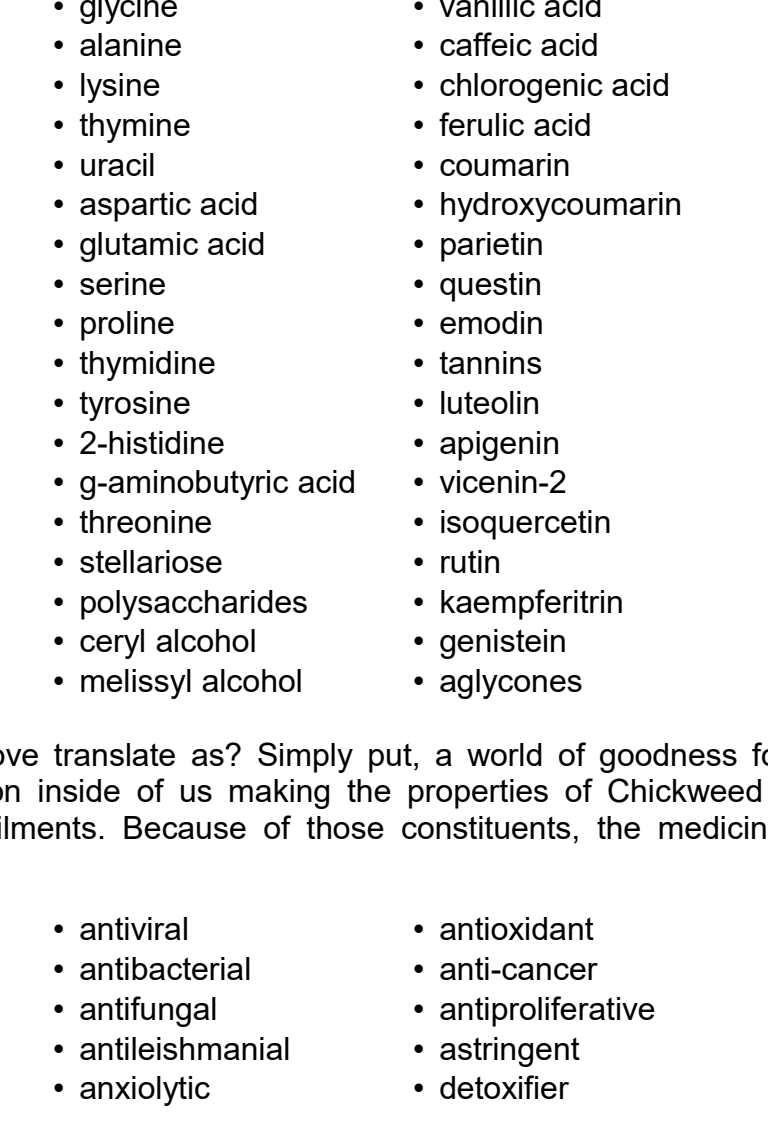 • glycine
• alanine
• lysine
• thymine
• uracil
• aspartic acid
• glutamic acid
• serine
• proline
• thymidine
• tyrosine
• 2-histidine
• g-aminobutyric acid
• threonine
• stellariose
• polysaccharides
• ceryl alcohol
• melissyl alcohol
• vanillic acid
• caffeic acid
• chlorogenic acid
• ferulic acid
• coumarin
• hydroxycoumarin
• parietin
• questin
• emodin
• tannins
• luteolin
• apigenin
• vicenin-2
• isoquercetin
• rutin
• kaempferitrin
• genistein
• aglycones
ove translate as? Simply put, a world of goodness fo
on inside of us making the properties of Chickweed
ilments. Because of those constituents, the medicin
• antiviral
• antibacterial
• antifungal
• antileishmanial
• anxiolytic
• antioxidant
• anti-cancer
• antiproliferative
• astringent
• detoxifier